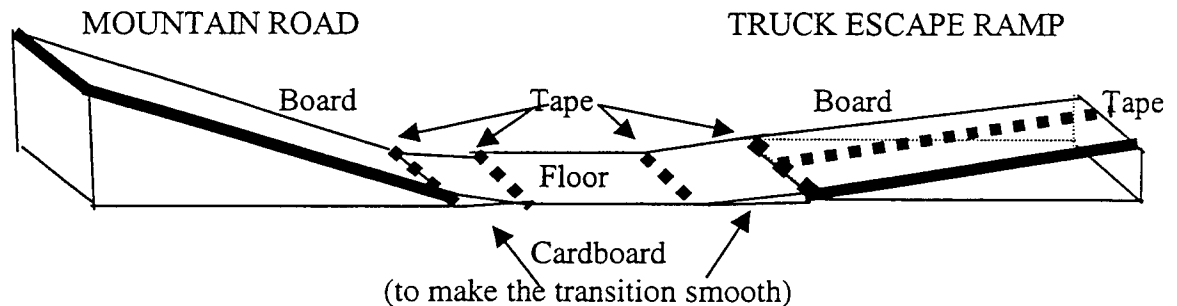 MOUNTAIN ROAD
TRUCK ESCAPE RAMP
Board
Tape
Board
Tape
Floor
Cardboard
(to make the transition smooth)